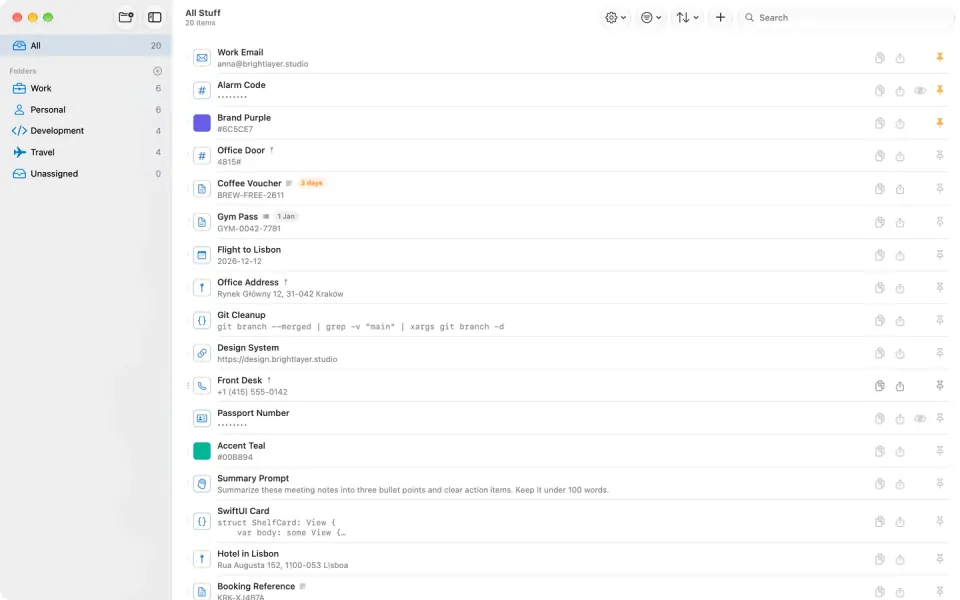 All Stuff
20 items
Search
All 20
Folders
Work 6
Personal 6
Development 4
Travel 4
Unassigned 0
Work Email
anna@brightlayer.studio
Alarm Code
••••••••
Brand Purple
#6C5CE7
Office Door
4815#
Coffee Voucher 3 days
BREW-FREE-2611
Gym Pass 1 Jan
GYM-0042-7781
Flight to Lisbon
2026-12-12
Office Address
Rynek Główny 12, 31-042 Kraków
Git Cleanup
git branch --merged | grep -v "main" | xargs git branch -d
Design System
https://design.brightlayer.studio
Front Desk
+1 (415) 555-0142
Passport Number
••••••••
Accent Teal
#00B894
Summary Prompt
Summarize these meeting notes into three bullet points and clear action items. Keep it under 100 words.
SwiftUI Card
struct ShelfCard: View {
var body: some View {…
Hotel in Lisbon
Rua Augusta 152, 1100-053 Lisboa
Booking Reference
KRK-XJ4B7A